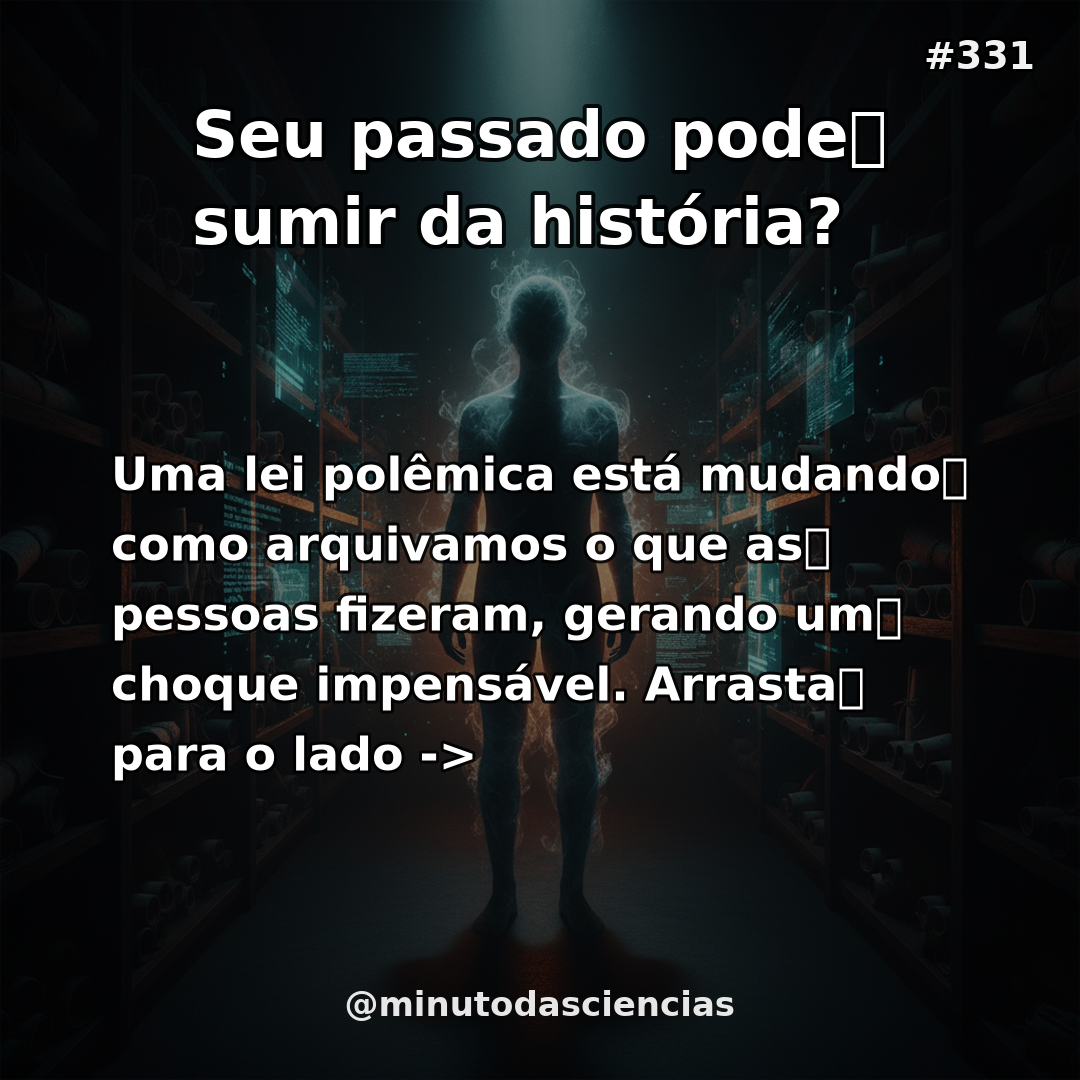 #331
Seu passado pode▯
sumir da história?
Uma lei polêmica está mudando▯
como arquivamos o que as▯
pessoas fizeram, gerando um▯
choque impensável. Arrasta▯
para o lado ->
@minutodasciencias